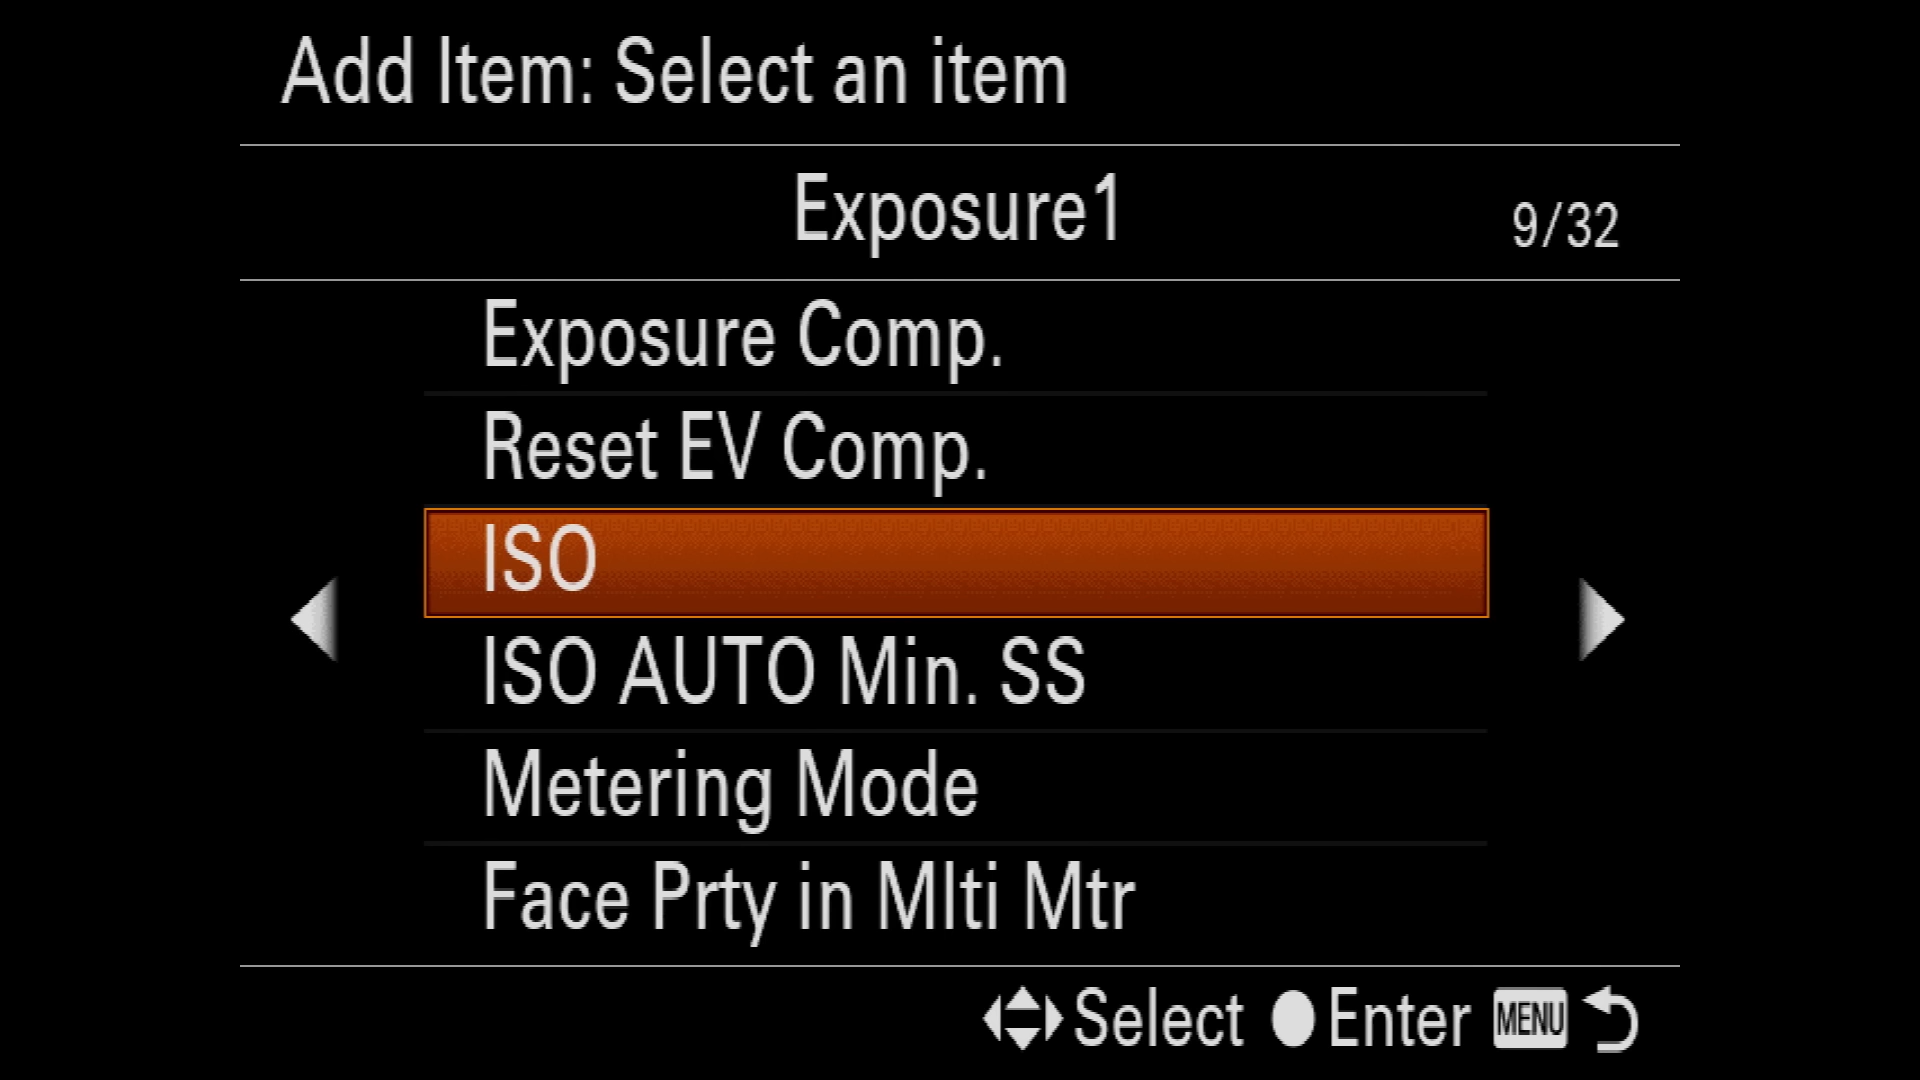 Add Item: Select an item
Exposure1
9/32
Exposure Comp.
Reset EV Comp.
ISO
ISO AUTO Min. SS
Metering Mode
Face Prty in Mlti Mtr
Select Enter MENU